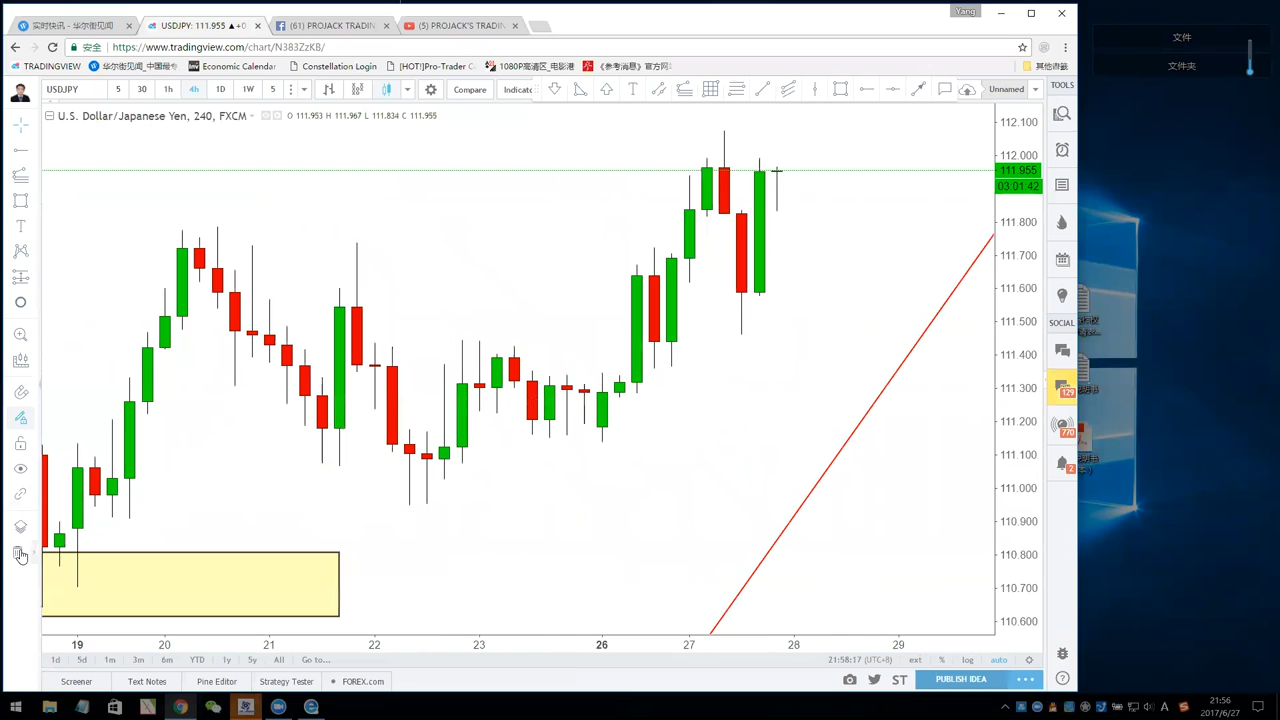 Yang
实时快讯 - 华尔街见闻
USDJPY: 111.955 ▲+0
(61) PROJACK TRADIN
(5) PROJACK'S TRADIN
文件
安全
https://www.tradingview.com/chart/N383ZzKB/
文件夹
TRADINGVIEW
华尔街见闻_中国最专
Economic Calendar
Constellation Login
[HOT!]Pro-Trader C
1080P高清区_电影港
《参考消息》官方网
其他书签
USDJPY 5 30 1h 4h 1D 1W 5
Compare
Indicato
Unnamed
TOOLS
U.S. Dollar/Japanese Yen, 240, FXCM
O 111.953 H 111.967 L 111.834 C 111.955
112.100
112.000
111.955
03:01:42
111.800
111.700
111.600
111.500
111.400
111.300
111.200
111.100
111.000
110.900
110.800
110.700
110.600
SOCIAL
129
770
2
19 20 21 22 23 26 27 28 29
1d 5d 1m 3m 6m YTD 1y 5y All Go to...
21:58:17 (UTC+8) ext % log auto
Screener Text Notes Pine Editor Strategy Tester FOREX.com
ST PUBLISH IDEA
21:56
2017/6/27